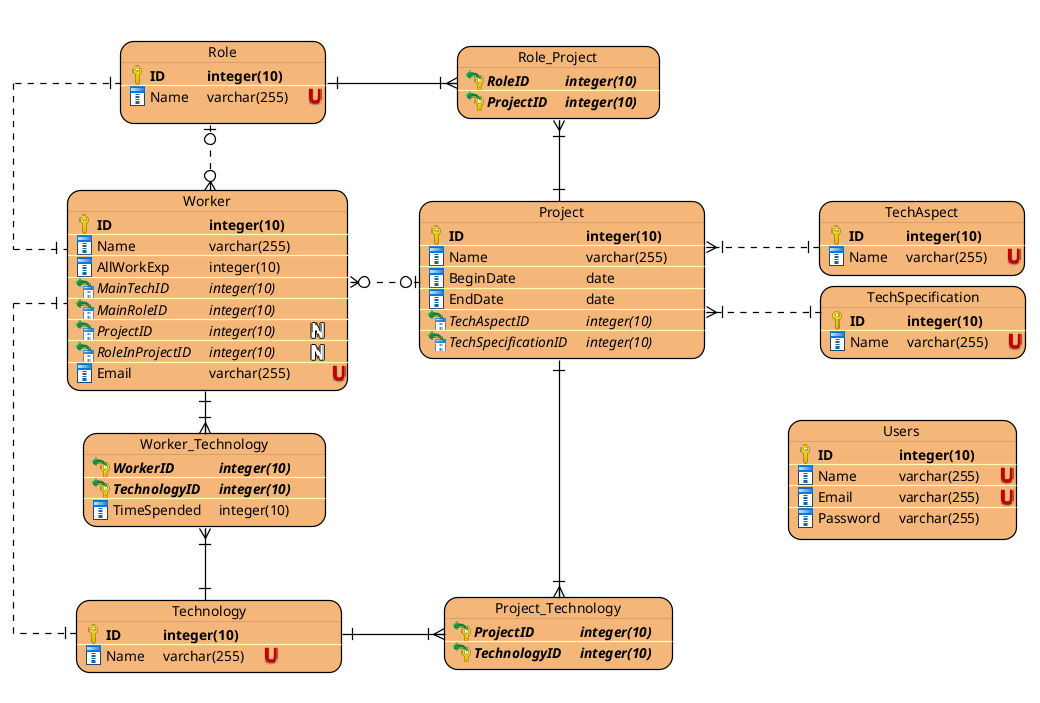 Role
ID integer(10)
Name varchar(255) U
Role_Project
RoleID integer(10)
ProjectID integer(10)
Worker
ID integer(10)
Name varchar(255)
AllWorkExp integer(10)
MainTechID integer(10)
MainRoleID integer(10)
ProjectID integer(10) N
RoleInProjectID integer(10) N
Email varchar(255) U
Project
ID integer(10)
Name varchar(255)
BeginDate date
EndDate date
TechAspectID integer(10)
TechSpecificationID integer(10)
TechAspect
ID integer(10)
Name varchar(255) U
TechSpecification
ID integer(10)
Name varchar(255) U
Worker_Technology
WorkerID integer(10)
TechnologyID integer(10)
TimeSpended integer(10)
Users
ID integer(10)
Name varchar(255) U
Email varchar(255) U
Password varchar(255)
Technology
ID integer(10)
Name varchar(255) U
Project_Technology
ProjectID integer(10)
TechnologyID integer(10)